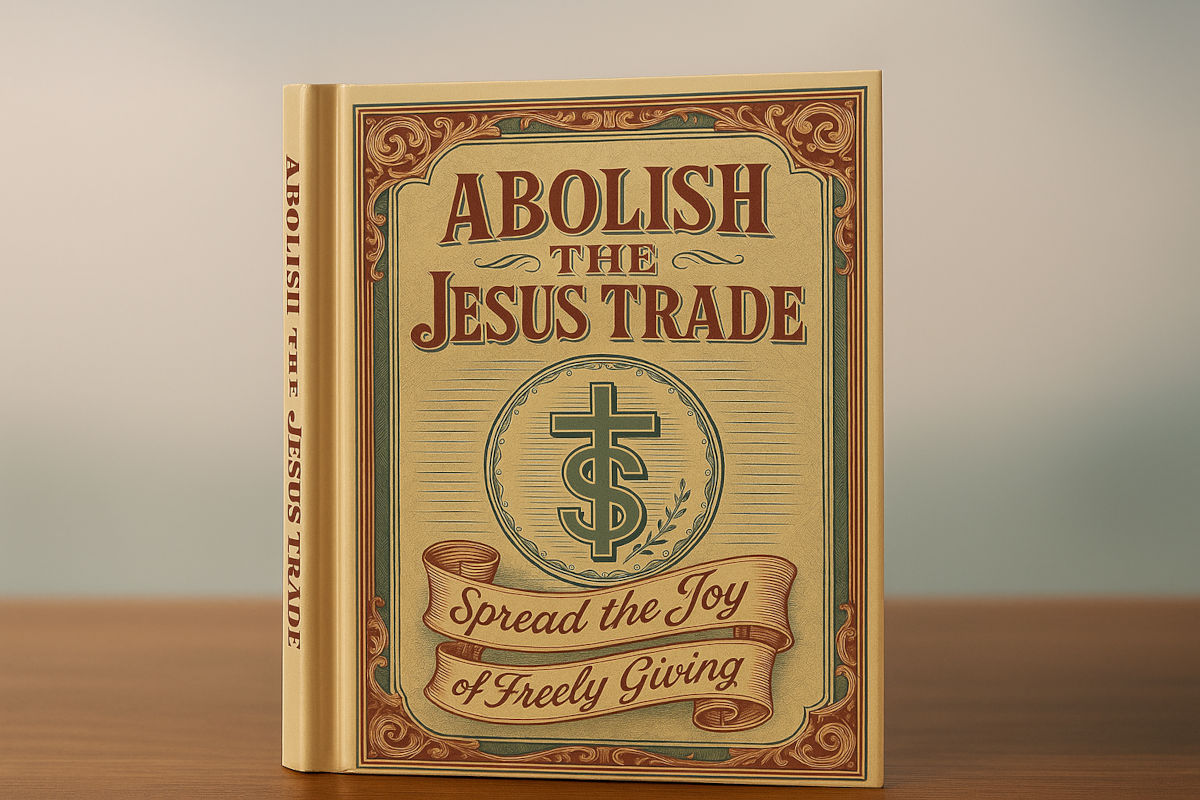 ABOLISH THE JESUS TRADE
ABOLISH
THE
JESUS TRADE
$
Spread the Joy
of Freely Giving